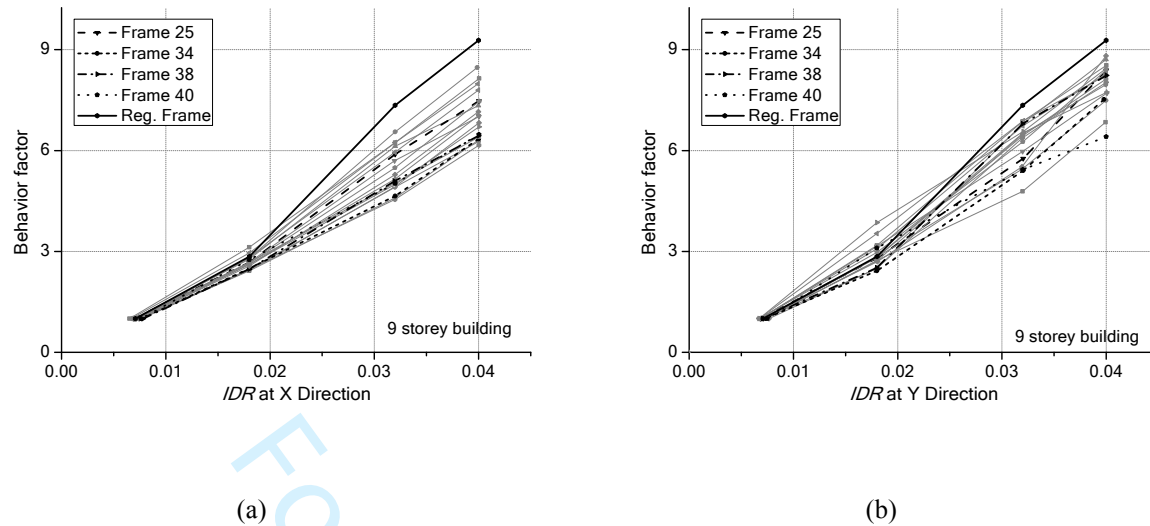 Frame 25
Frame 34
Frame 38
Frame 40
Reg. Frame
9
6
3
0
Behavior factor
9 storey building
0.00 0.01 0.02 0.03 0.04
IDR at X Direction
(a)
Frame 25
Frame 34
Frame 38
Frame 40
Reg. Frame
9
6
3
0
Behavior factor
9 storey building
0.00 0.01 0.02 0.03 0.04
IDR at Y Direction
(b)
FO